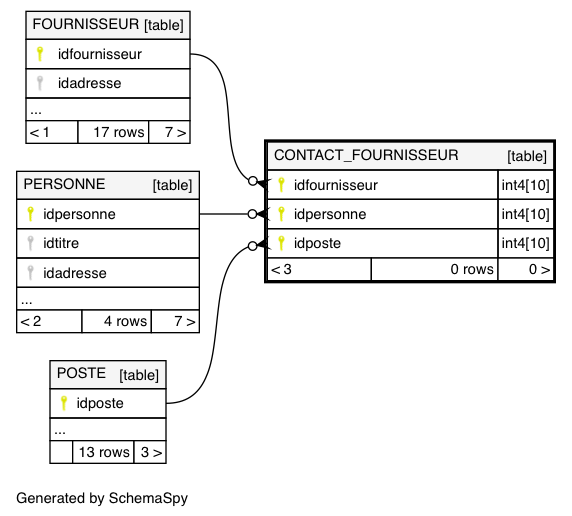 FOURNISSEUR [table]
idfournisseur
idadresse
...
< 1 17 rows 7 >
PERSONNE [table]
idpersonne
idtitre
idadresse
...
< 2 4 rows 7 >
POSTE [table]
idposte
...
13 rows 3 >
CONTACT_FOURNISSEUR [table]
idfournisseur int4[10]
idpersonne int4[10]
idposte int4[10]
< 3 0 rows 0 >
Generated by SchemaSpy